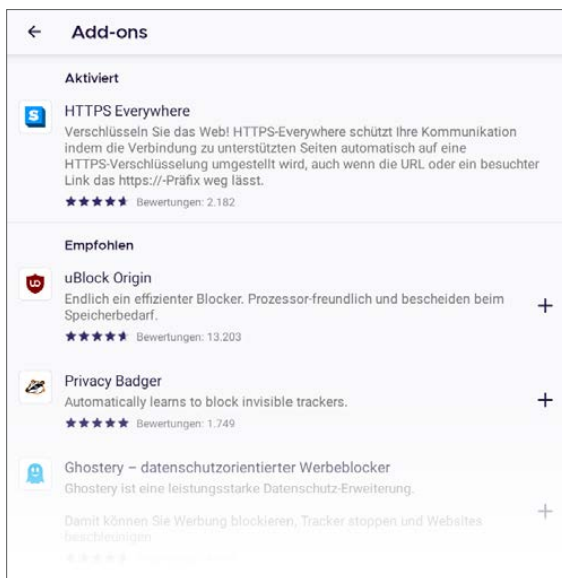 Add-ons
Aktiviert
HTTPS Everywhere
Verschlüsseln Sie das Web! HTTPS-Everywhere schützt Ihre Kommunikation
indem die Verbindung zu unterstützten Seiten automatisch auf eine
HTTPS-Verschlüsselung umgestellt wird, auch wenn die URL oder ein besuchter
Link das https://-Präfix weg lässt.
Bewertungen: 2.182
Empfohlen
uBlock Origin
Endlich ein effizienter Blocker. Prozessor-freundlich und bescheiden beim
Speicherbedarf.
Bewertungen: 13.203
Privacy Badger
Automatically learns to block invisible trackers.
Bewertungen: 1.749
Ghostery – datenschutzorientierter Werbeblocker
Ghostery ist eine leistungsstarke Datenschutz-Erweiterung.
Damit können Sie Werbung blockieren, Tracker stoppen und Websites
beschleunigen